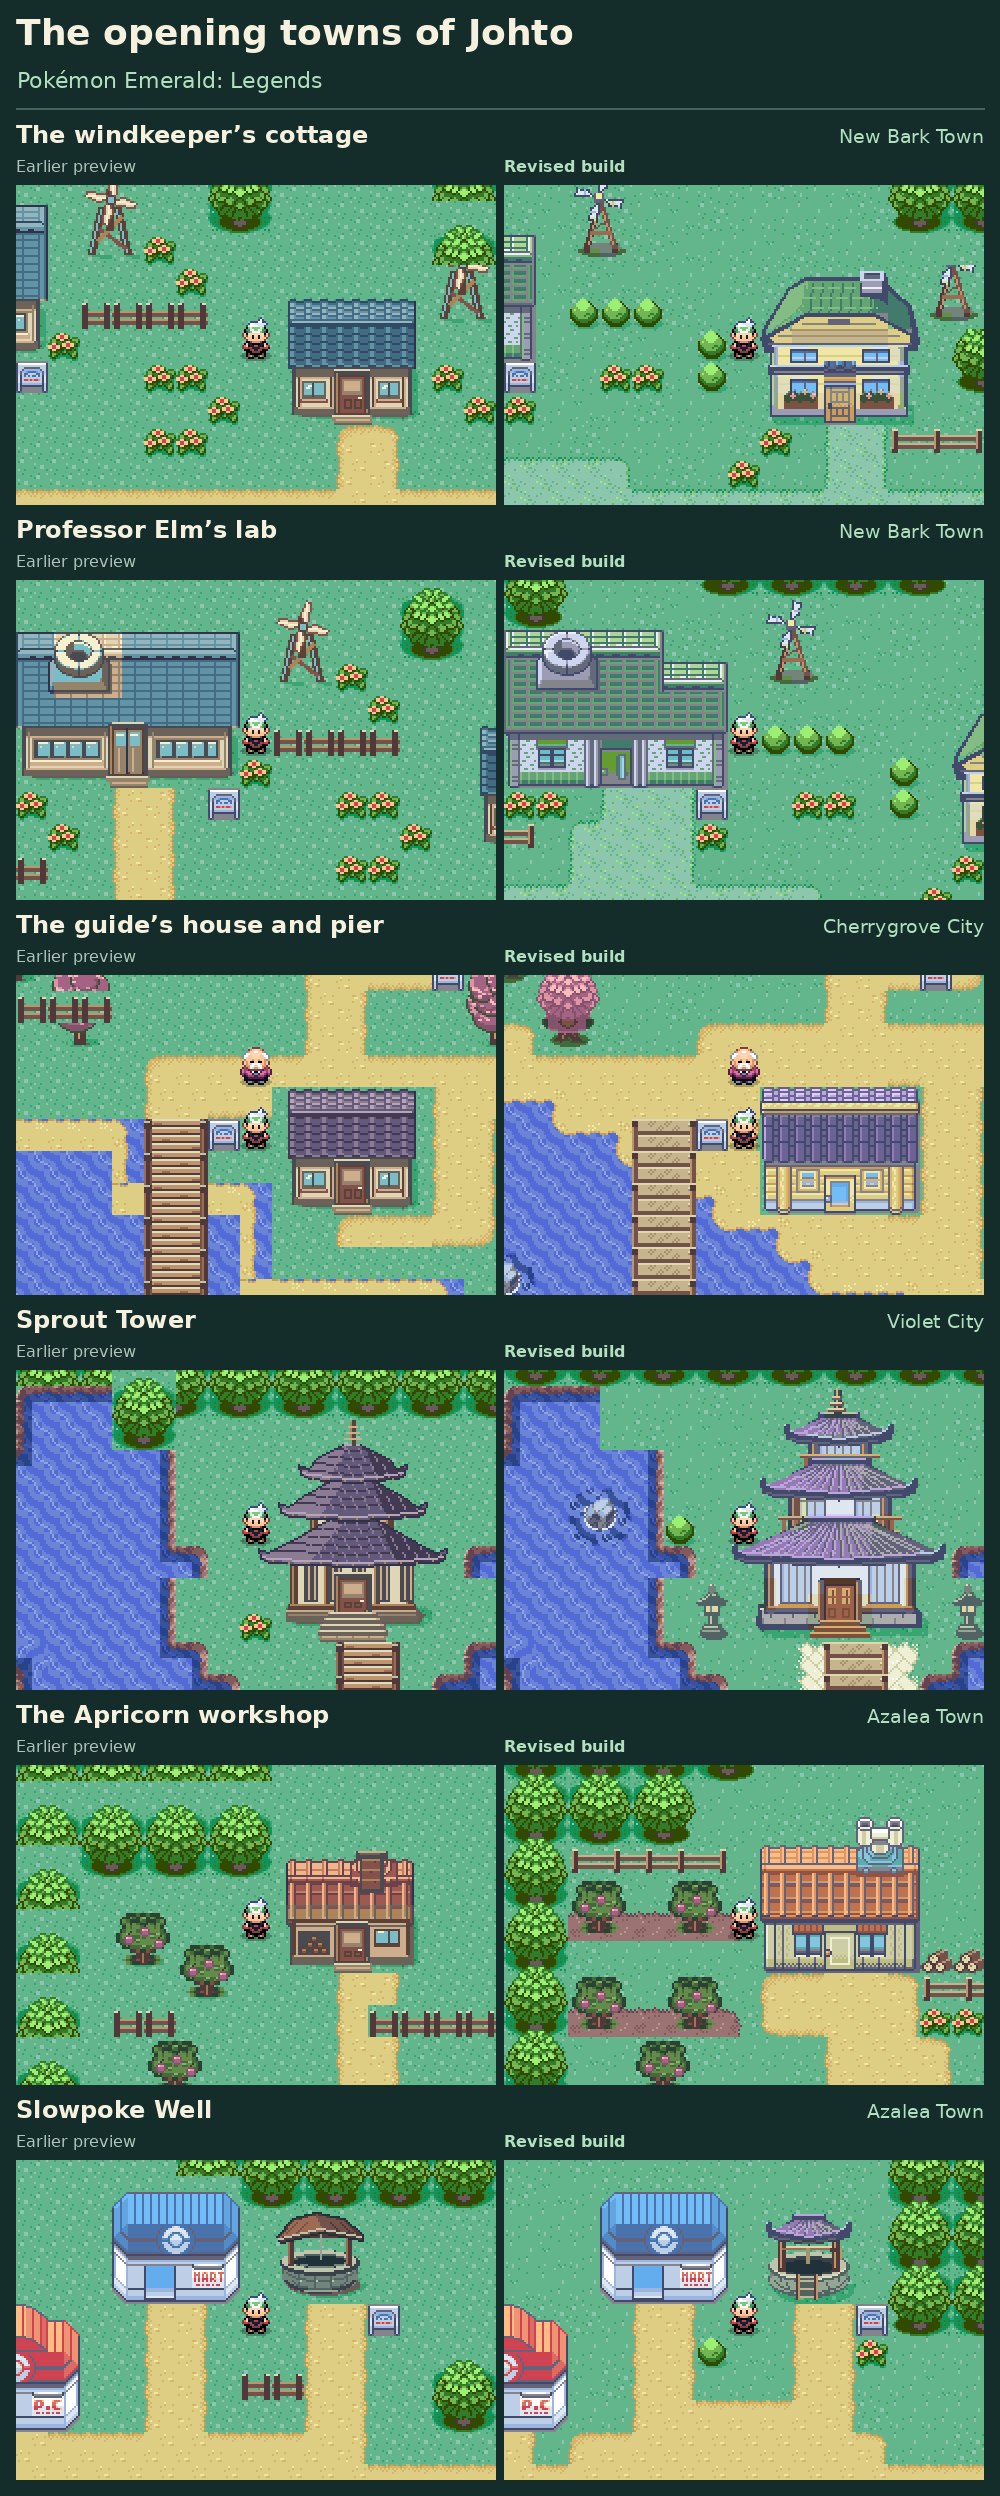 The opening towns of Johto
Pokémon Emerald: Legends
The windkeeper’s cottage
New Bark Town
Earlier preview
Revised build
Professor Elm’s lab
New Bark Town
Earlier preview
Revised build
The guide’s house and pier
Cherrygrove City
Earlier preview
Revised build
Sprout Tower
Violet City
Earlier preview
Revised build
The Apricorn workshop
Azalea Town
Earlier preview
Revised build
Slowpoke Well
Azalea Town
Earlier preview
Revised build
MART
MART
P.C
P.C